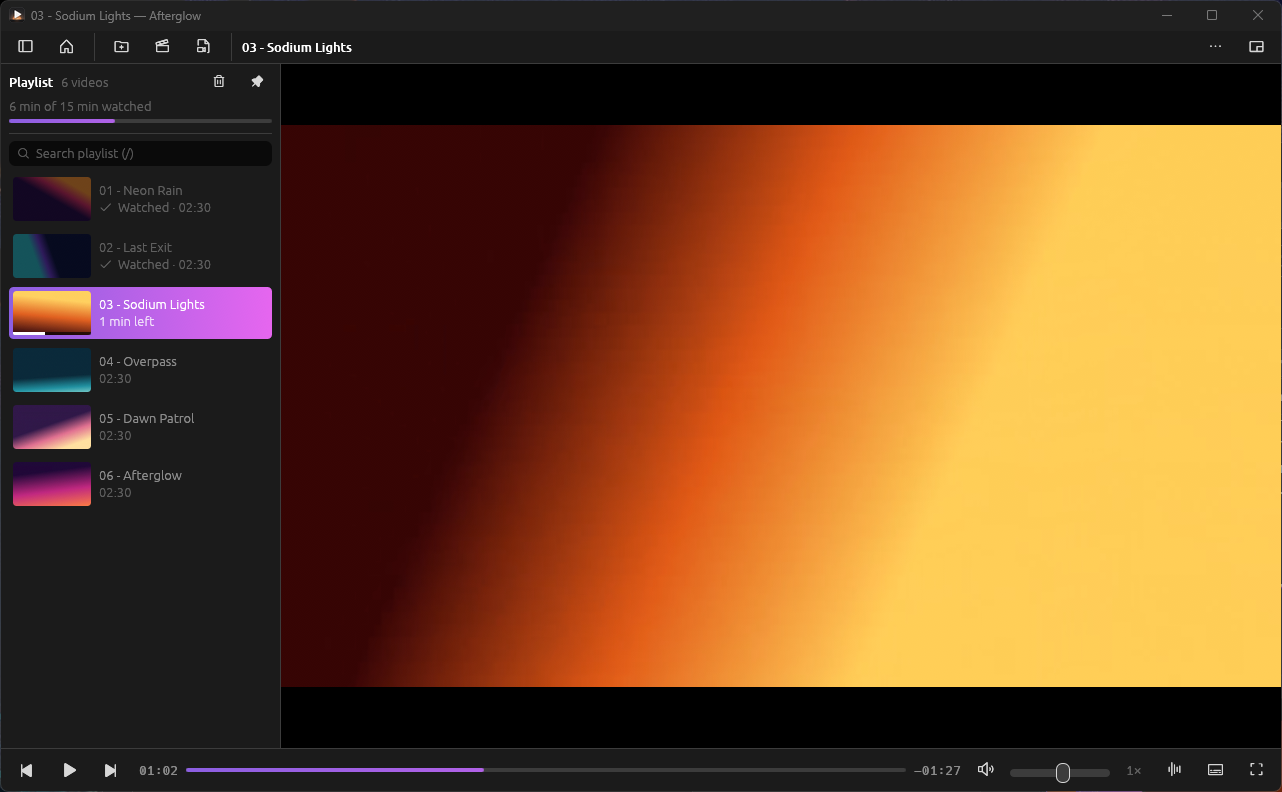 03 - Sodium Lights — Afterglow
03 - Sodium Lights
Playlist 6 videos
6 min of 15 min watched
Search playlist (/)
01 - Neon Rain
Watched · 02:30
02 - Last Exit
Watched · 02:30
03 - Sodium Lights
1 min left
04 - Overpass
02:30
05 - Dawn Patrol
02:30
06 - Afterglow
02:30
01:02
−01:27
1×